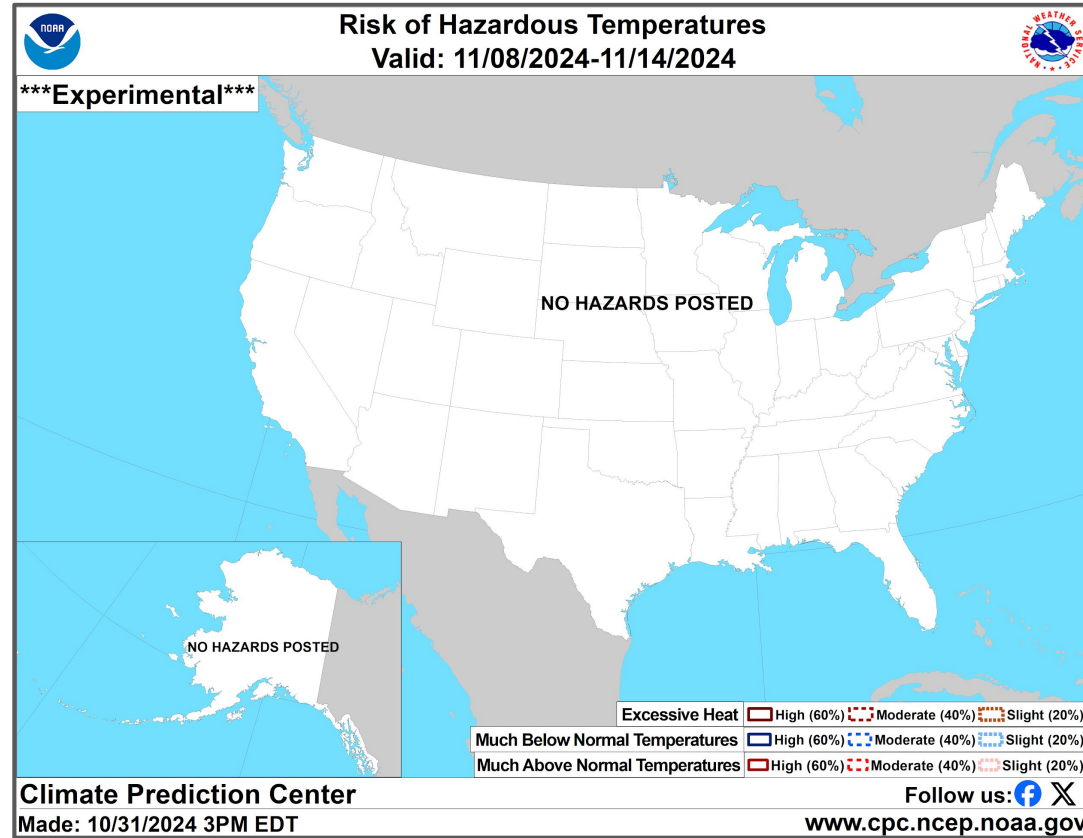 NOAA
Risk of Hazardous Temperatures
Valid: 11/08/2024-11/14/2024
NATIONAL WEATHER SERVICE
***Experimental***
NO HAZARDS POSTED
NO HAZARDS POSTED
Excessive Heat High (60%) Moderate (40%) Slight (20%)
Much Below Normal Temperatures High (60%) Moderate (40%) Slight (20%)
Much Above Normal Temperatures High (60%) Moderate (40%) Slight (20%)
Climate Prediction Center
Follow us:
Made: 10/31/2024 3PM EDT
www.cpc.ncep.noaa.gov